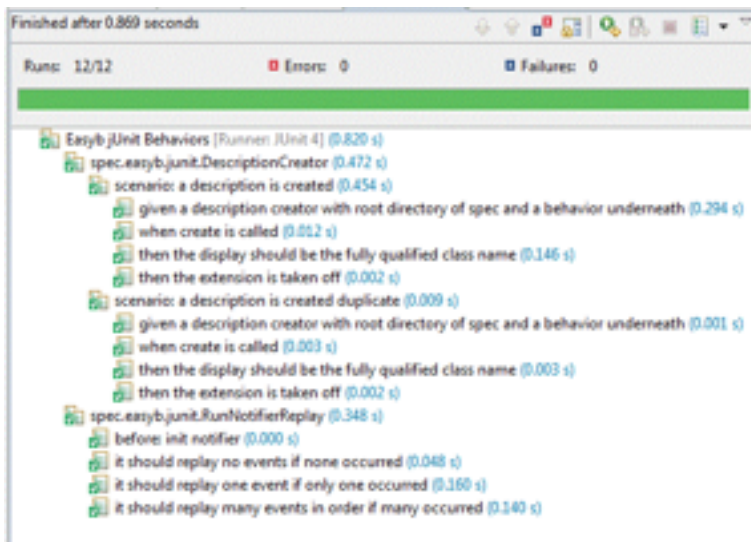 Finished after 0.869 seconds
Runs: 12/12 Errors: 0 Failures: 0
Easyb jUnit Behaviors [Runner: JUnit 4] (0.820 s)
spec.easyb.junit.DescriptionCreator (0.472 s)
scenario: a description is created (0.454 s)
given a description creator with root directory of spec and a behavior underneath (0.294 s)
when create is called (0.012 s)
then the display should be the fully qualified class name (0.146 s)
then the extension is taken off (0.002 s)
scenario: a description is created duplicate (0.009 s)
given a description creator with root directory of spec and a behavior underneath (0.001 s)
when create is called (0.003 s)
then the display should be the fully qualified class name (0.003 s)
then the extension is taken off (0.002 s)
spec.easyb.junit.RunNotifierReplay (0.348 s)
before: init notifier (0.000 s)
it should replay no events if none occurred (0.048 s)
it should replay one event if only one occurred (0.160 s)
it should replay many events in order if many occurred (0.140 s)